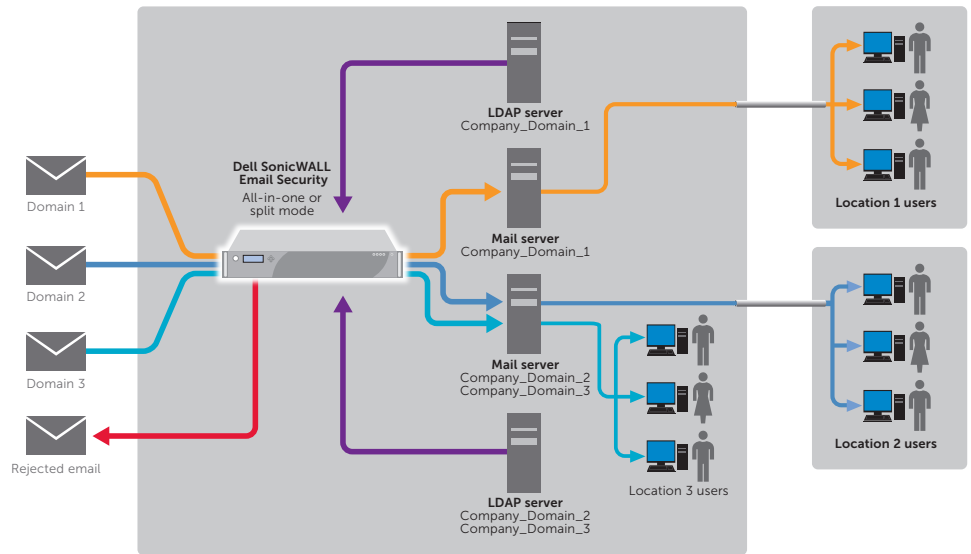 LDAP server
Company_Domain_1
Dell SonicWALL
Email Security
All-in-one or
split mode
Domain 1
Domain 2
Domain 3
Rejected email
Mail server
Company_Domain_1
Mail server
Company_Domain_2
Company_Domain_3
LDAP server
Company_Domain_2
Company_Domain_3
Location 3 users
Location 1 users
Location 2 users